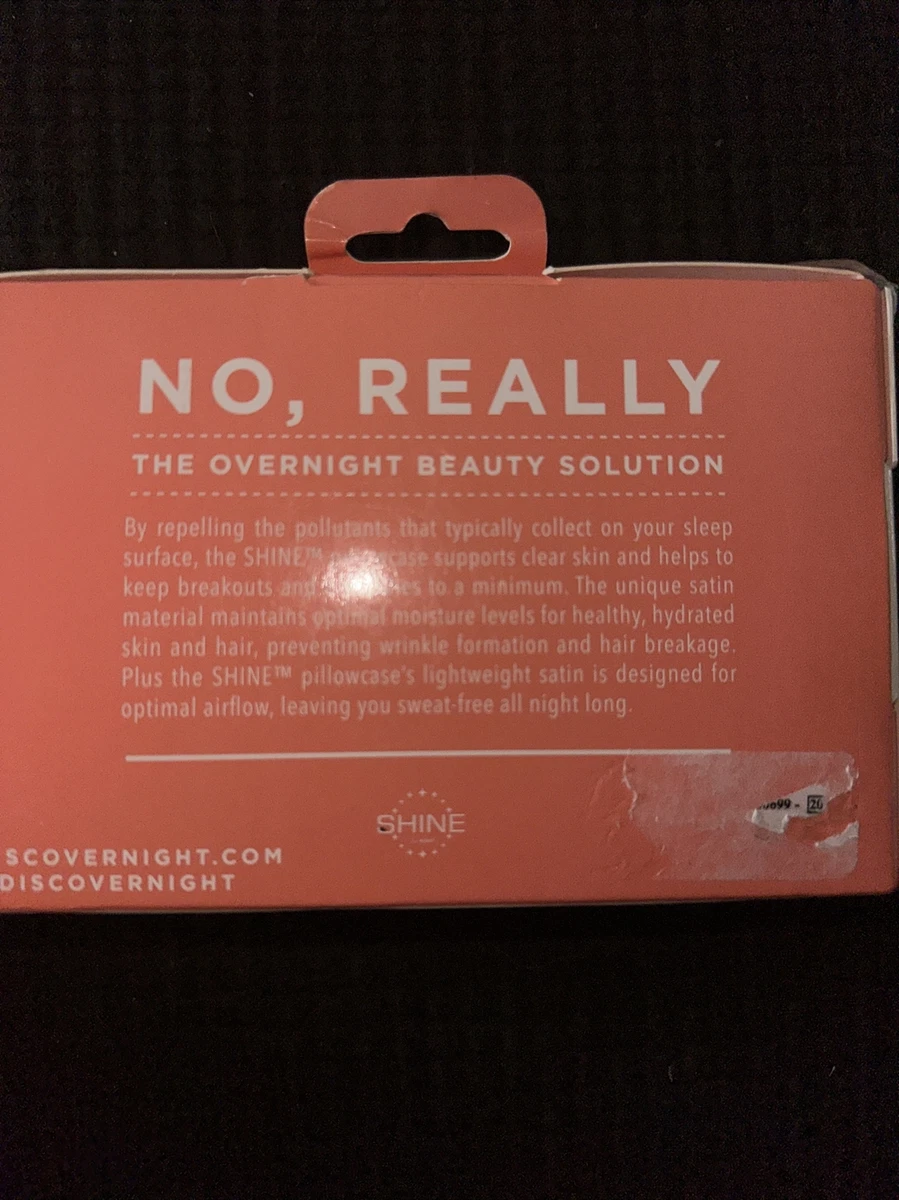 NO, REALLY
THE OVERNIGHT BEAUTY SOLUTION
By repelling the pollutants that typically collect on your sleep
surface, the SHINE™ pillowcase supports clear skin and helps to
keep breakouts and to a minimum. The unique satin
material maintains optimal moisture levels for healthy, hydrated
skin and hair, preventing wrinkle formation and hair breakage.
Plus the SHINE™ pillowcase's lightweight satin is designed for
optimal airflow, leaving you sweat-free all night long.
SHINE
SCOVERNIGHT.COM
DISCOVERNIGHT